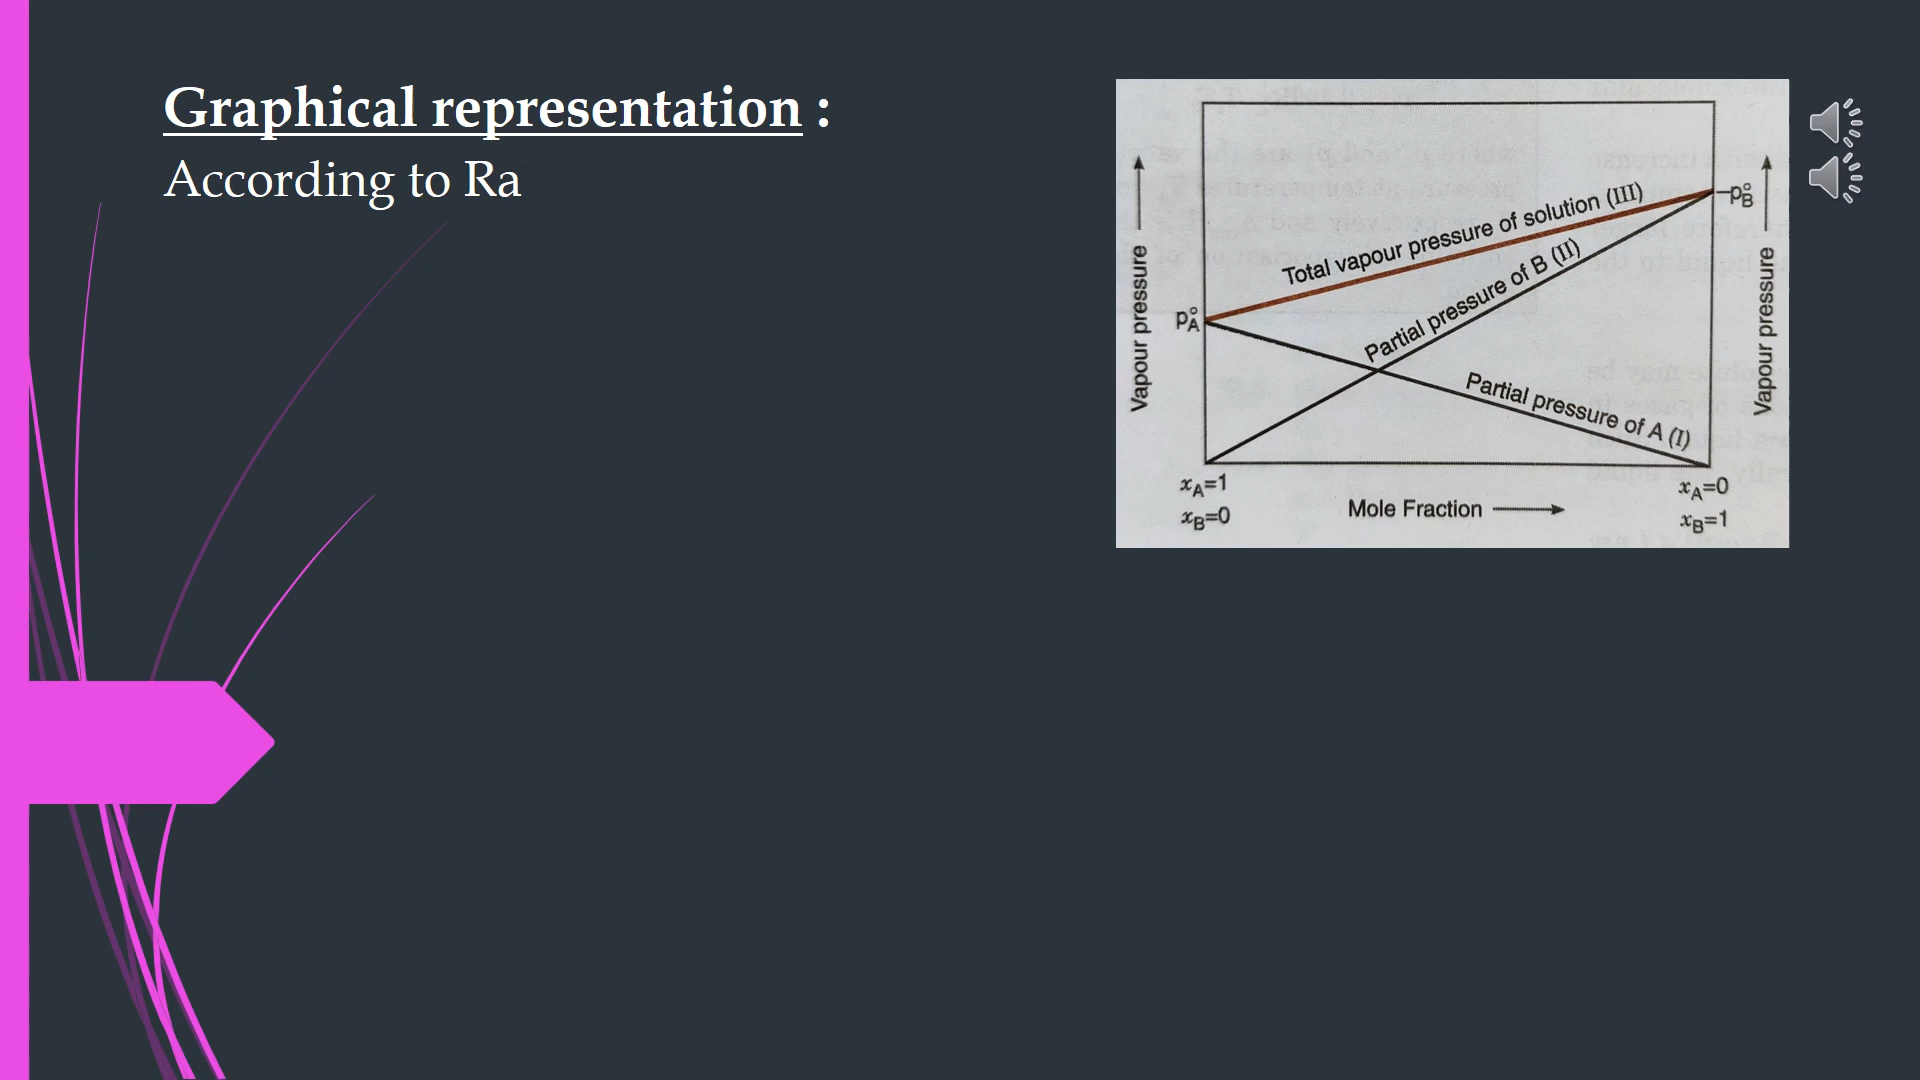 Graphical representation :
According to Ra
Total vapour pressure of solution (III)
Partial pressure of B (II)
Partial pressure of A (I)
Vapour pressure
p°A
p°B
Vapour pressure
xA=1
xB=0
Mole Fraction
xA=0
xB=1